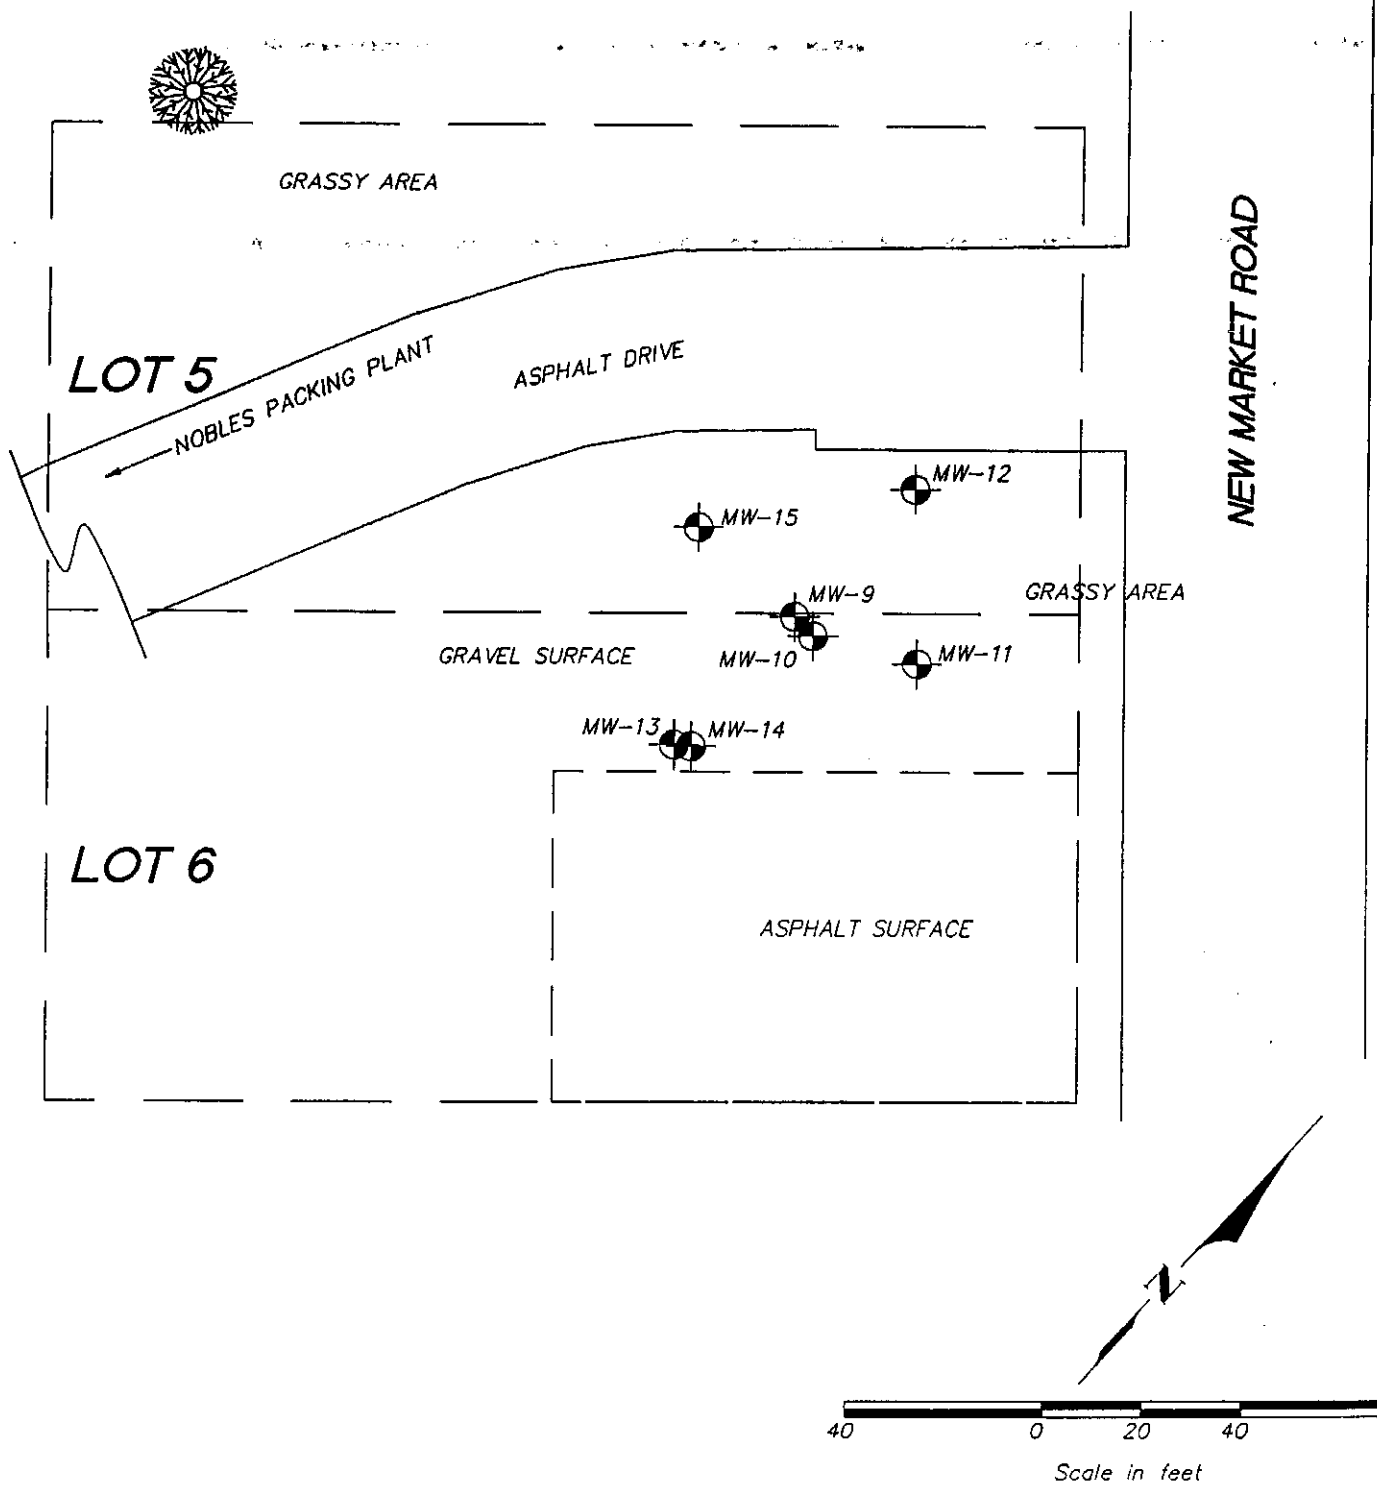 GRASSY AREA
NEW MARKET ROAD
LOT 5
NOBLES PACKING PLANT
ASPHALT DRIVE
MW-12
MW-15
MW-9
GRASSY AREA
GRAVEL SURFACE
MW-10
MW-11
MW-13
MW-14
LOT 6
ASPHALT SURFACE
N
40 0 20 40
Scale in feet